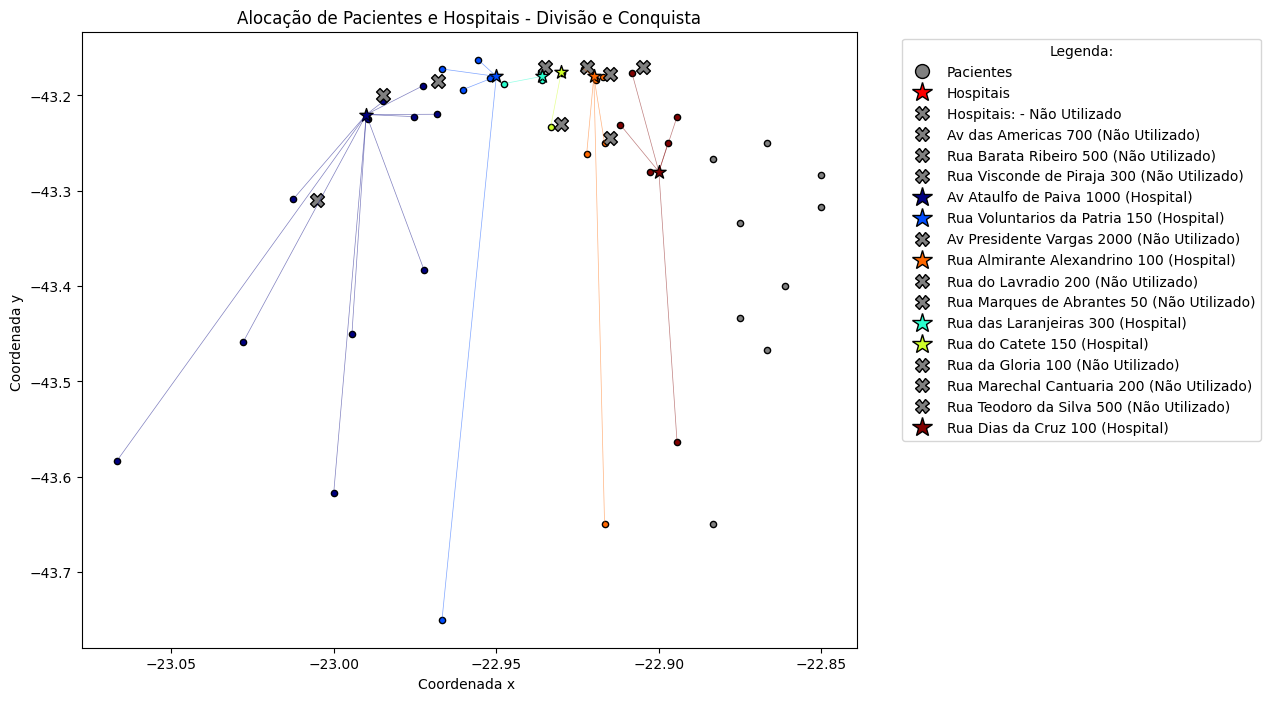 Alocação de Pacientes e Hospitais - Divisão e Conquista
Coordenada y
−43.2
−43.3
−43.4
−43.5
−43.6
−43.7
−23.05
−23.00
−22.95
−22.90
−22.85
Coordenada x
Legenda:
Pacientes
Hospitais
Hospitais: - Não Utilizado
Av das Americas 700 (Não Utilizado)
Rua Barata Ribeiro 500 (Não Utilizado)
Rua Visconde de Piraja 300 (Não Utilizado)
Av Ataulfo de Paiva 1000 (Hospital)
Rua Voluntarios da Patria 150 (Hospital)
Av Presidente Vargas 2000 (Não Utilizado)
Rua Almirante Alexandrino 100 (Hospital)
Rua do Lavradio 200 (Não Utilizado)
Rua Marques de Abrantes 50 (Não Utilizado)
Rua das Laranjeiras 300 (Hospital)
Rua do Catete 150 (Hospital)
Rua da Gloria 100 (Não Utilizado)
Rua Marechal Cantuaria 200 (Não Utilizado)
Rua Teodoro da Silva 500 (Não Utilizado)
Rua Dias da Cruz 100 (Hospital)